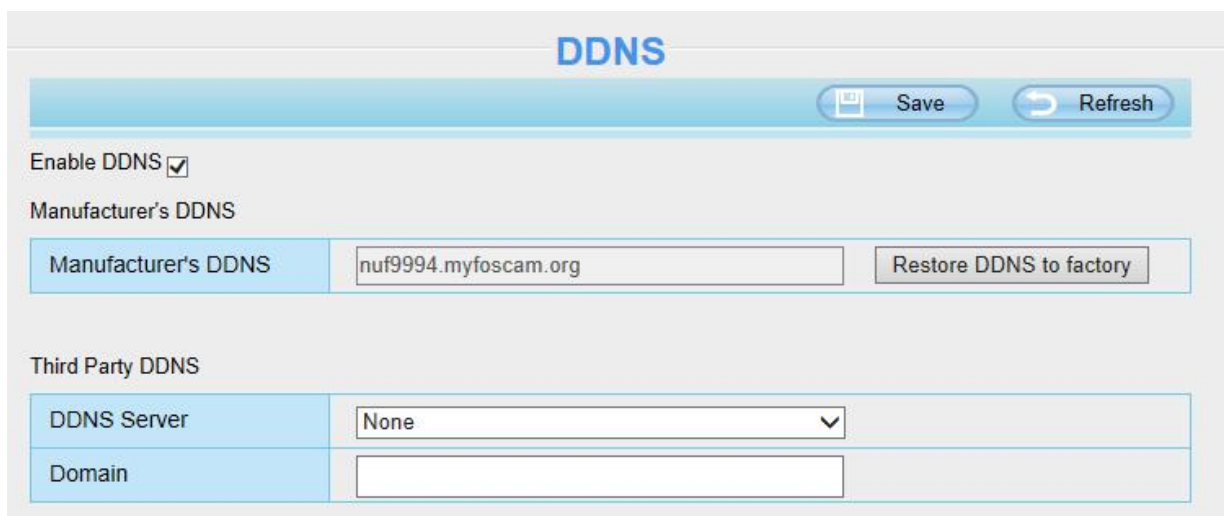 DDNS
Save Refresh
Enable DDNS
Manufacturer's DDNS
Manufacturer's DDNS nuf9994.myfoscam.org Restore DDNS to factory
Third Party DDNS
DDNS Server None
Domain